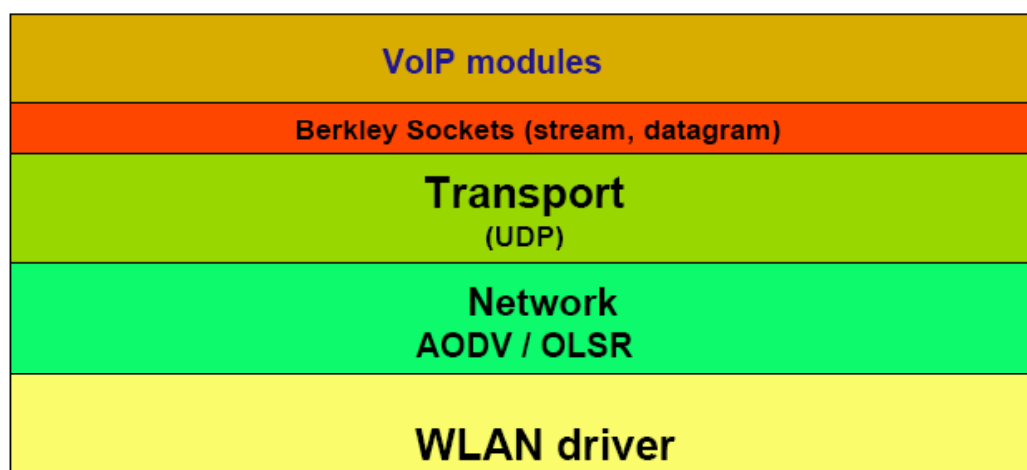 VoIP modules
Berkley Sockets (stream, datagram)
Transport
(UDP)
Network
AODV / OLSR
WLAN driver